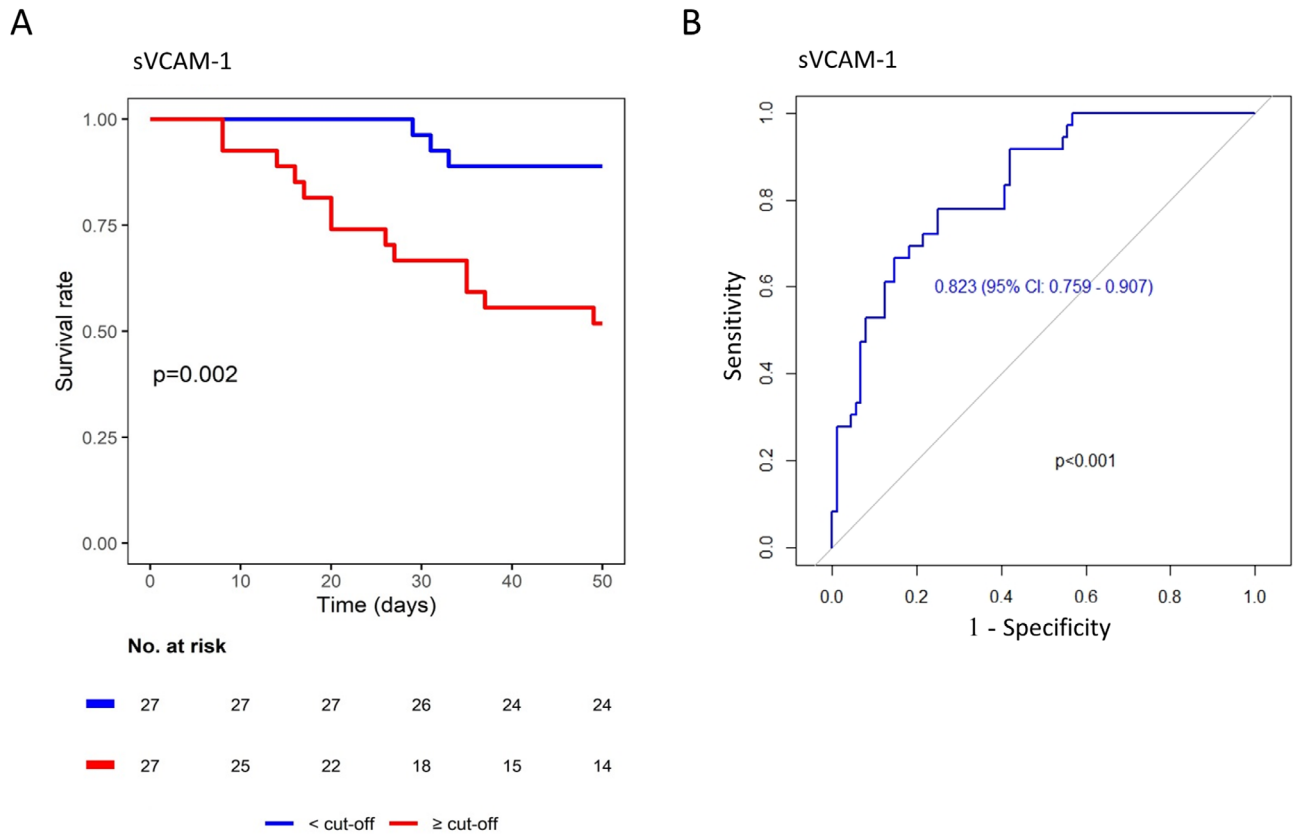 A
sVCAM-1
1.00
0.75
0.50
0.25
0.00
Survival rate
p=0.002
0 10 20 30 40 50
Time (days)
No. at risk
27 27 27 26 24 24
27 25 22 18 15 14
< cut-off ≥ cut-off
B
sVCAM-1
1.0
0.8
0.6
0.4
0.2
0.0
Sensitivity
0.823 (95% CI: 0.759 - 0.907)
p<0.001
0.0 0.2 0.4 0.6 0.8 1.0
1 - Specificity